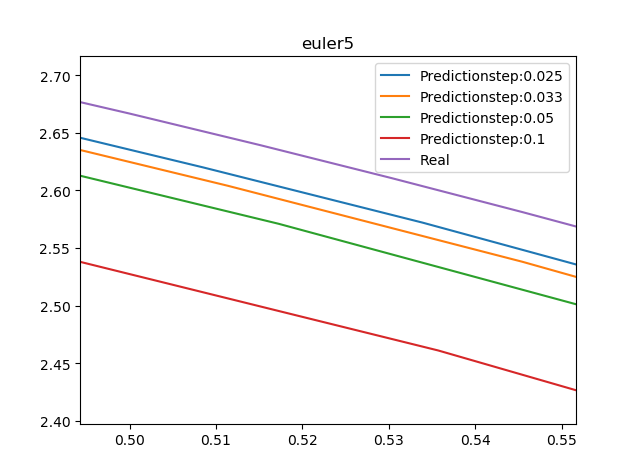 euler5
2.70
2.65
2.60
2.55
2.50
2.45
2.40
0.50
0.51
0.52
0.53
0.54
0.55
Predictionstep:0.025
Predictionstep:0.033
Predictionstep:0.05
Predictionstep:0.1
Real